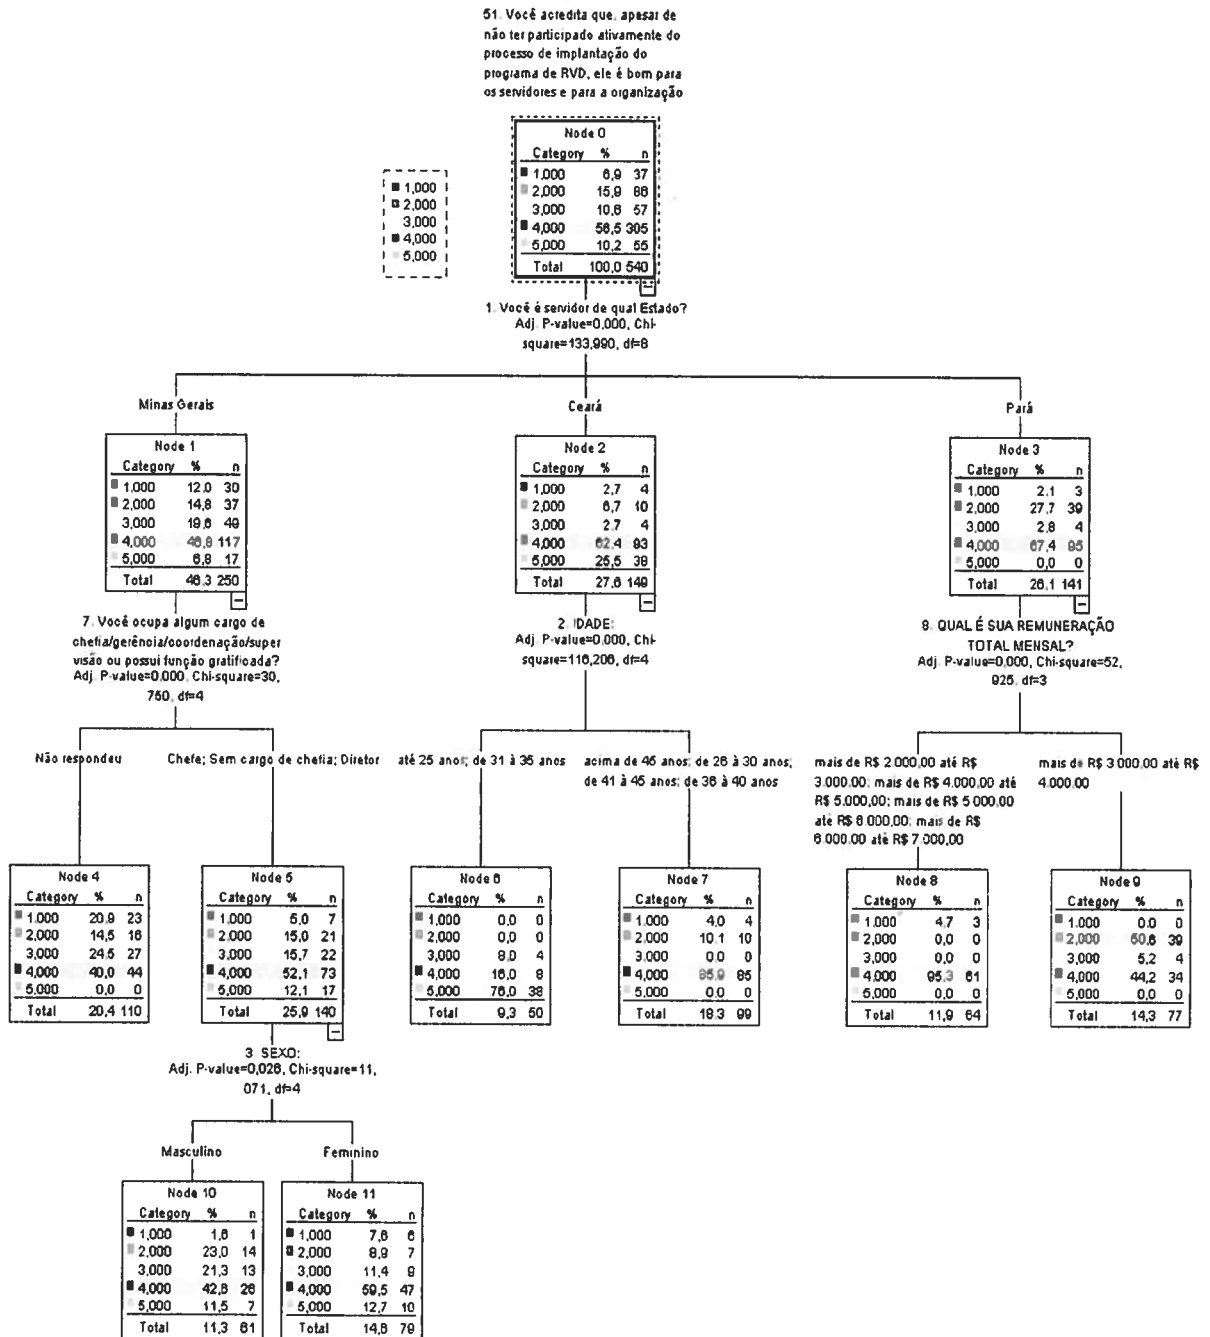 51. Você acredita que, apesar de
não ter participado ativamente do
processo de implantação do
programa de RVD, ele é bom para
os servidores e para a organização
Node 0
Category % n
1,000 6,9 37
2,000 15,9 86
3,000 10,6 57
4,000 56,5 305
5,000 10,2 55
Total 100,0 540
1,000
2,000
3,000
4,000
5,000
1. Você é servidor de qual Estado?
Adj. P-value=0,000, Chi-
square=133,990, df=8
Minas Gerais
Ceará
Pará
Node 1
Category % n
1,000 12,0 30
2,000 14,8 37
3,000 19,6 49
4,000 46,8 117
5,000 6,8 17
Total 46,3 250
Node 2
Category % n
1,000 2,7 4
2,000 6,7 10
3,000 2,7 4
4,000 62,4 93
5,000 25,5 38
Total 27,6 149
Node 3
Category % n
1,000 2,1 3
2,000 27,7 39
3,000 2,8 4
4,000 67,4 95
5,000 0,0 0
Total 26,1 141
7. Você ocupa algum cargo de
chefia/gerência/coordenação/super
visão ou possui função gratificada?
Adj. P-value=0,000, Chi-square=30,
750, df=4
2. IDADE:
Adj. P-value=0,000, Chi-
square=116,206, df=4
8. QUAL É SUA REMUNERAÇÃO
TOTAL MENSAL?
Adj. P-value=0,000, Chi-square=52,
925, df=3
Não respondeu
Chefe; Sem cargo de chefia; Diretor
até 25 anos; de 31 à 35 anos
acima de 45 anos; de 26 à 30 anos;
de 41 à 45 anos; de 36 à 40 anos
mais de R$ 2.000,00 até R$
3.000,00; mais de R$ 4.000,00 até
R$ 5.000,00; mais de R$ 5.000,00
até R$ 6.000,00; mais de R$
6.000,00 até R$ 7.000,00
mais de R$ 3.000,00 até R$
4.000,00
Node 4
Category % n
1,000 20,9 23
2,000 14,5 16
3,000 24,5 27
4,000 40,0 44
5,000 0,0 0
Total 20,4 110
Node 5
Category % n
1,000 5,0 7
2,000 15,0 21
3,000 15,7 22
4,000 52,1 73
5,000 12,1 17
Total 25,9 140
Node 6
Category % n
1,000 0,0 0
2,000 0,0 0
3,000 8,0 4
4,000 16,0 8
5,000 76,0 38
Total 9,3 50
Node 7
Category % n
1,000 4,0 4
2,000 10,1 10
3,000 0,0 0
4,000 85,9 85
5,000 0,0 0
Total 18,3 99
Node 8
Category % n
1,000 4,7 3
2,000 0,0 0
3,000 0,0 0
4,000 95,3 61
5,000 0,0 0
Total 11,9 64
Node 9
Category % n
1,000 0,0 0
2,000 50,6 39
3,000 5,2 4
4,000 44,2 34
5,000 0,0 0
Total 14,3 77
3. SEXO:
Adj. P-value=0,026, Chi-square=11,
071, df=4
Masculino
Feminino
Node 10
Category % n
1,000 1,6 1
2,000 23,0 14
3,000 21,3 13
4,000 42,6 26
5,000 11,5 7
Total 11,3 61
Node 11
Category % n
1,000 7,6 6
2,000 8,9 7
3,000 11,4 9
4,000 59,5 47
5,000 12,7 10
Total 14,6 79